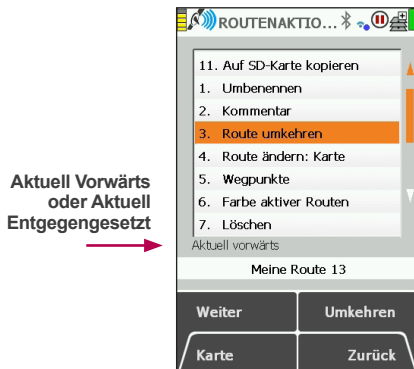 ROUTENAKTIO...
11. Auf SD-Karte kopieren
1. Umbenennen
2. Kommentar
3. Route umkehren
4. Route ändern: Karte
5. Wegpunkte
6. Farbe aktiver Routen
7. Löschen
Aktuell vorwärts
Meine Route 13
Weiter
Umkehren
Karte
Zurück
Aktuell Vorwärts
oder Aktuell
Entgegengesetzt